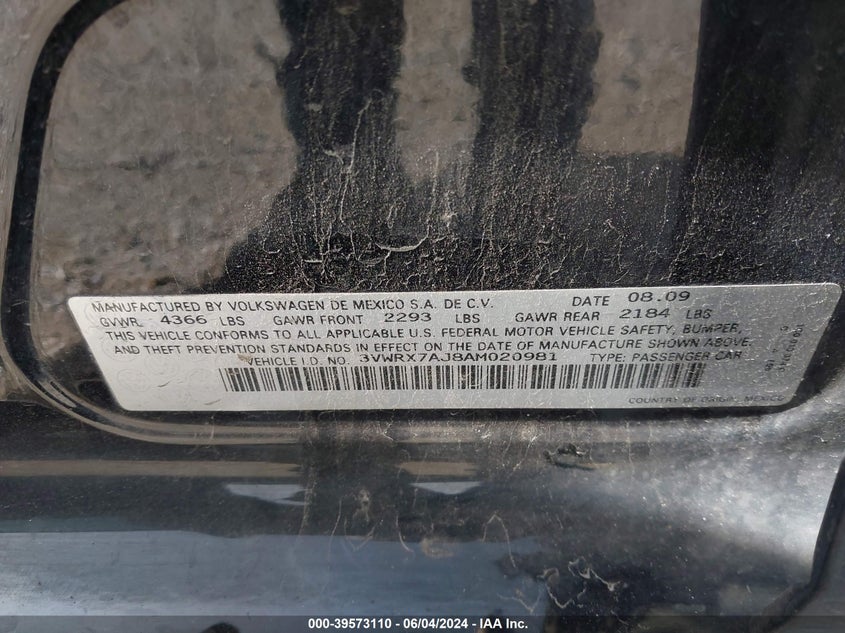 MANUFACTURED BY VOLKSWAGEN DE MEXICO S.A. DE C.V. DATE 08.09
GVWR. 4366 LBS GAWR FRONT 2293 LBS GAWR REAR 2184 LBS
THIS VEHICLE CONFORMS TO ALL APPLICABLE U.S. FEDERAL MOTOR VEHICLE SAFETY, BUMPER,
AND THEFT PREVENTION STANDARDS IN EFFECT ON THE DATE OF MANUFACTURE SHOWN ABOVE.
VEHICLE I.D. NO. 3VWRX7AJ8AM020981 TYPE: PASSENGER CAR
COUNTRY OF ORIGIN: MEXICO
000-39573110 - 06/04/2024 - IAA Inc.